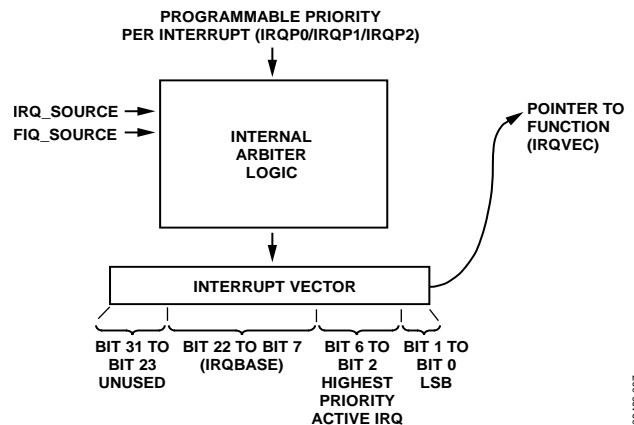 PROGRAMMABLE PRIORITY
PER INTERRUPT (IRQP0/IRQP1/IRQP2)
IRQ_SOURCE
FIQ_SOURCE
INTERNAL
ARBITER
LOGIC
POINTER TO
FUNCTION
(IRQVEC)
INTERRUPT VECTOR
BIT 31 TO
BIT 23
UNUSED
BIT 22 TO BIT 7
(IRQBASE)
BIT 6 TO
BIT 2
HIGHEST
PRIORITY
ACTIVE IRQ
BIT 1 TO
BIT 0
LSB